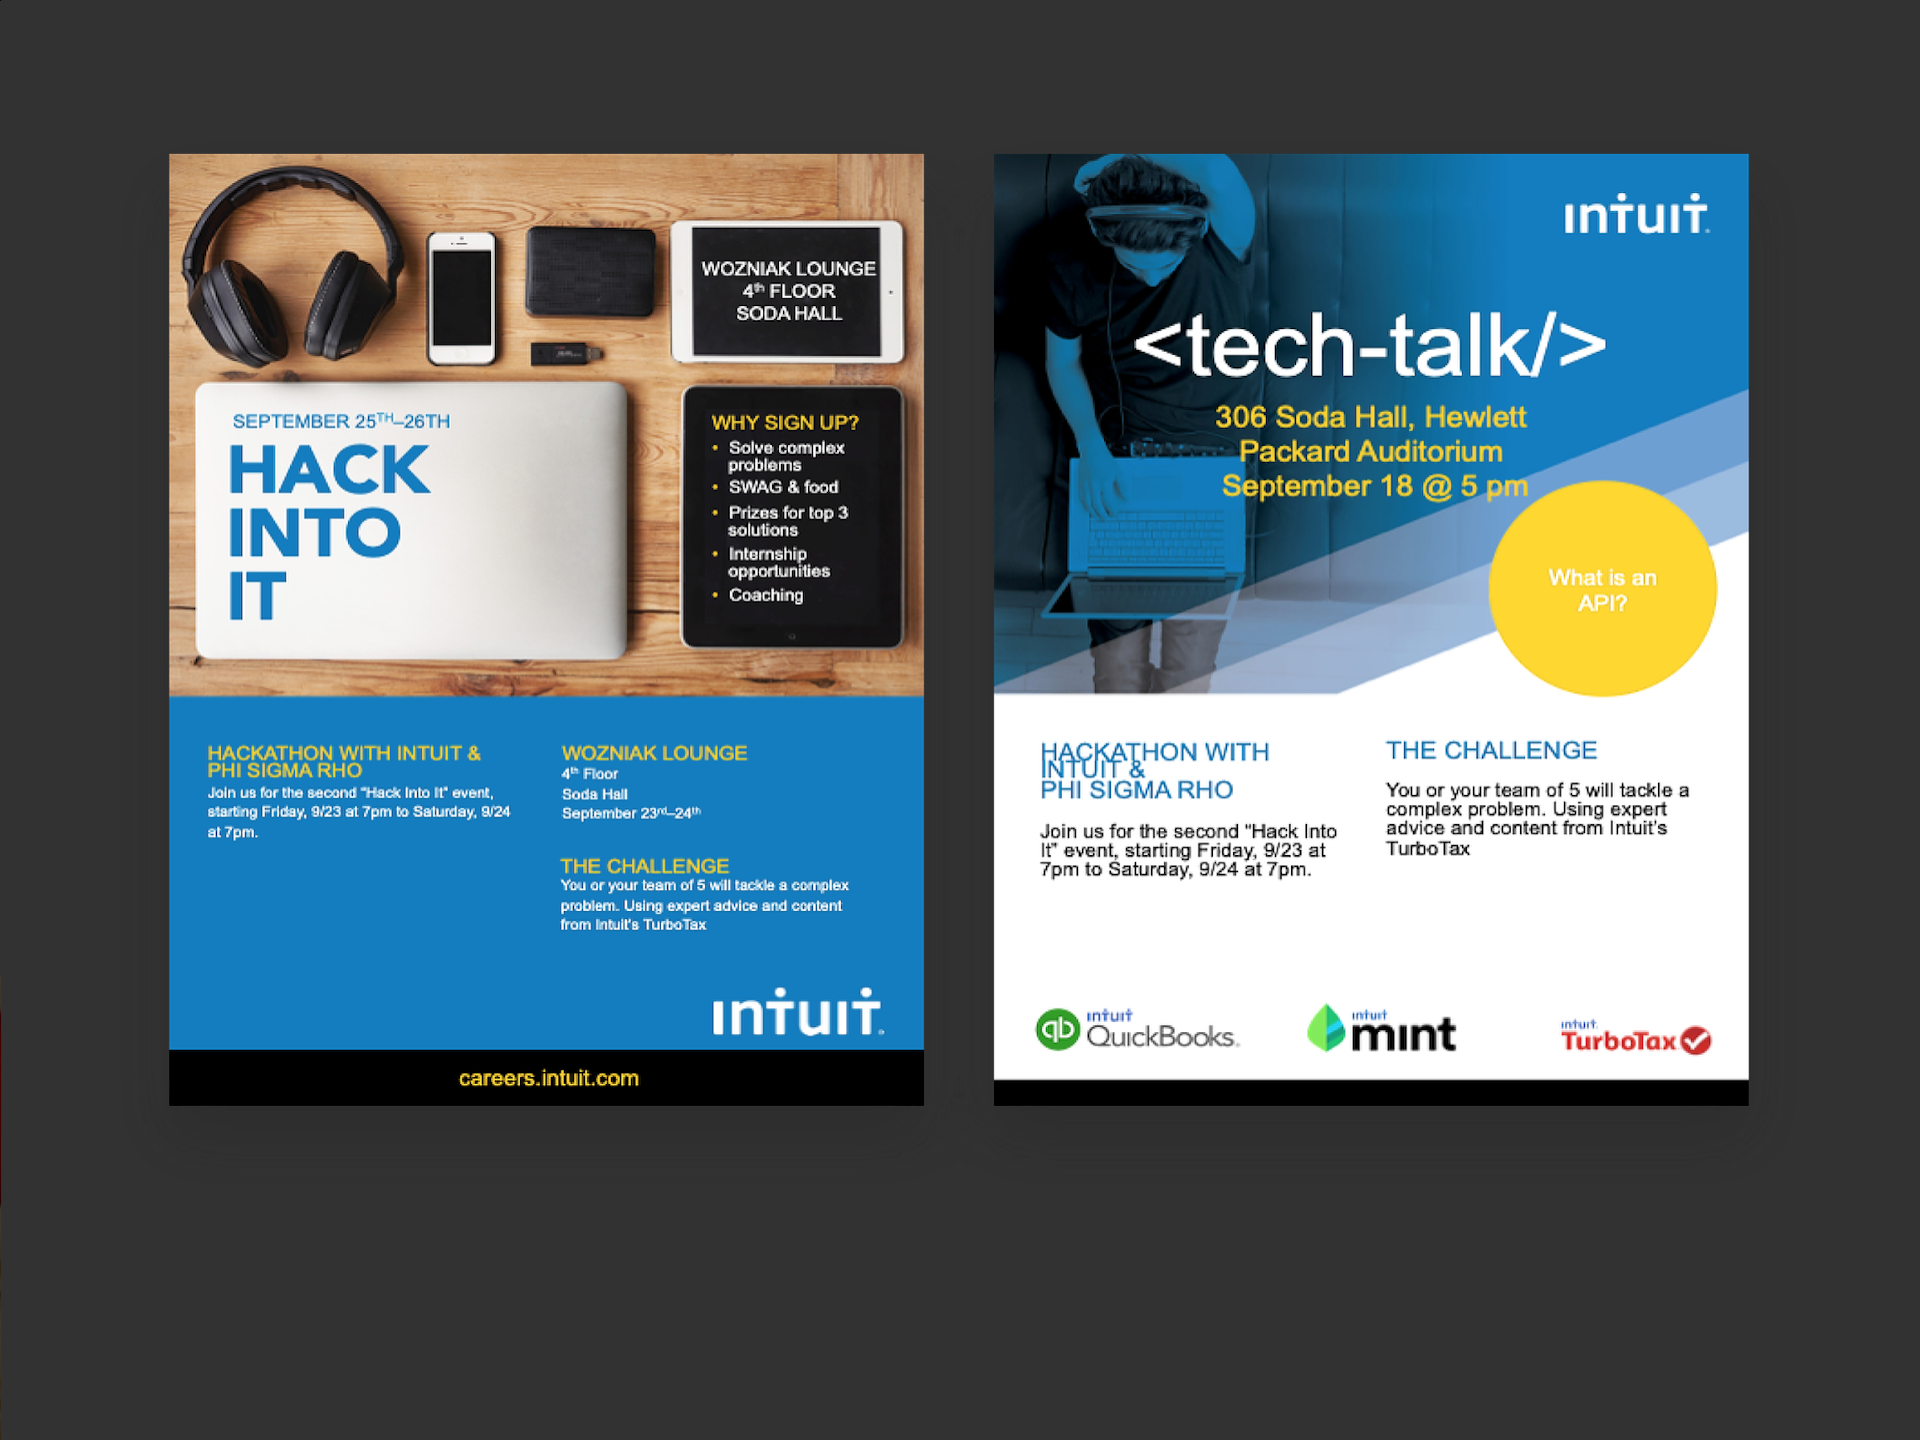 WOZNIAK LOUNGE
4th FLOOR
SODA HALL
SEPTEMBER 25TH–26TH
HACK
INTO
IT
WHY SIGN UP?
• Solve complex
problems
• SWAG & food
• Prizes for top 3
solutions
• Internship
opportunities
• Coaching
HACKATHON WITH INTUIT &
PHI SIGMA RHO
Join us for the second "Hack Into It" event,
starting Friday, 9/23 at 7pm to Saturday, 9/24
at 7pm.
WOZNIAK LOUNGE
4th Floor
Soda Hall
September 23rd–24th
THE CHALLENGE
You or your team of 5 will tackle a complex
problem. Using expert advice and content
from Intuit's TurboTax
intuit.
careers.intuit.com
intuit.
<tech-talk/>
306 Soda Hall, Hewlett
Packard Auditorium
September 18 @ 5 pm
What is an
API?
HACKATHON WITH
INTUIT &
PHI SIGMA RHO
Join us for the second "Hack Into
It" event, starting Friday, 9/23 at
7pm to Saturday, 9/24 at 7pm.
THE CHALLENGE
You or your team of 5 will tackle a
complex problem. Using expert
advice and content from Intuit's
TurboTax
qb
intuit
QuickBooks.
intuit
mint
intuit.
TurboTax